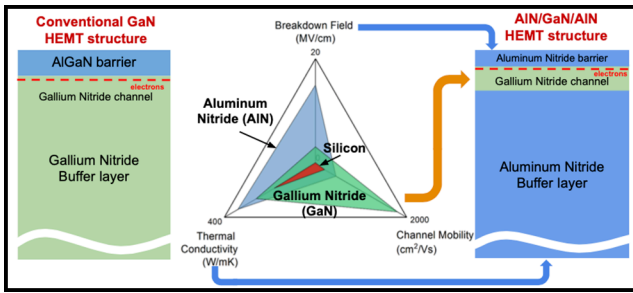 Conventional GaN
HEMT structure
AlGaN barrier
electrons
Gallium Nitride channel
Gallium Nitride
Buffer layer
Breakdown Field
(MV/cm)
20
Aluminum
Nitride (AlN)
Silicon
Gallium Nitride
(GaN)
400
Thermal
Conductivity
(W/mK)
2000
Channel Mobility
(cm²/Vs)
AlN/GaN/AlN
HEMT structure
Aluminum Nitride barrier
electrons
Gallium Nitride channel
Aluminum Nitride
Buffer layer